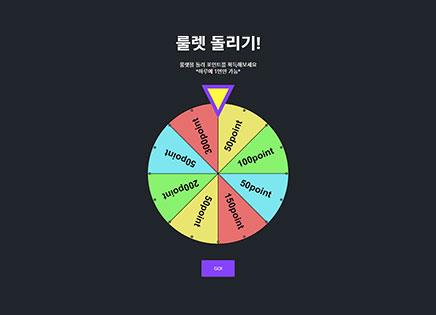 룰렛 돌리기!
룰렛을 돌려 포인트를 획득해보세요
*하루에 1번만 가능*
50point
100point
50point
150point
50point
200point
50point
300point
GO!